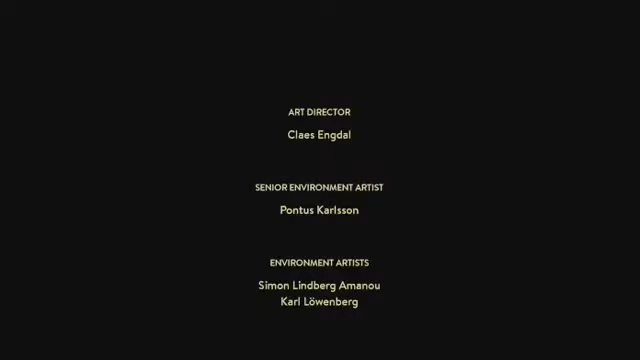 ART DIRECTOR
Claes Engdal
SENIOR ENVIRONMENT ARTIST
Pontus Karlsson
ENVIRONMENT ARTISTS
Simon Lindberg Amanou
Karl Löwenberg